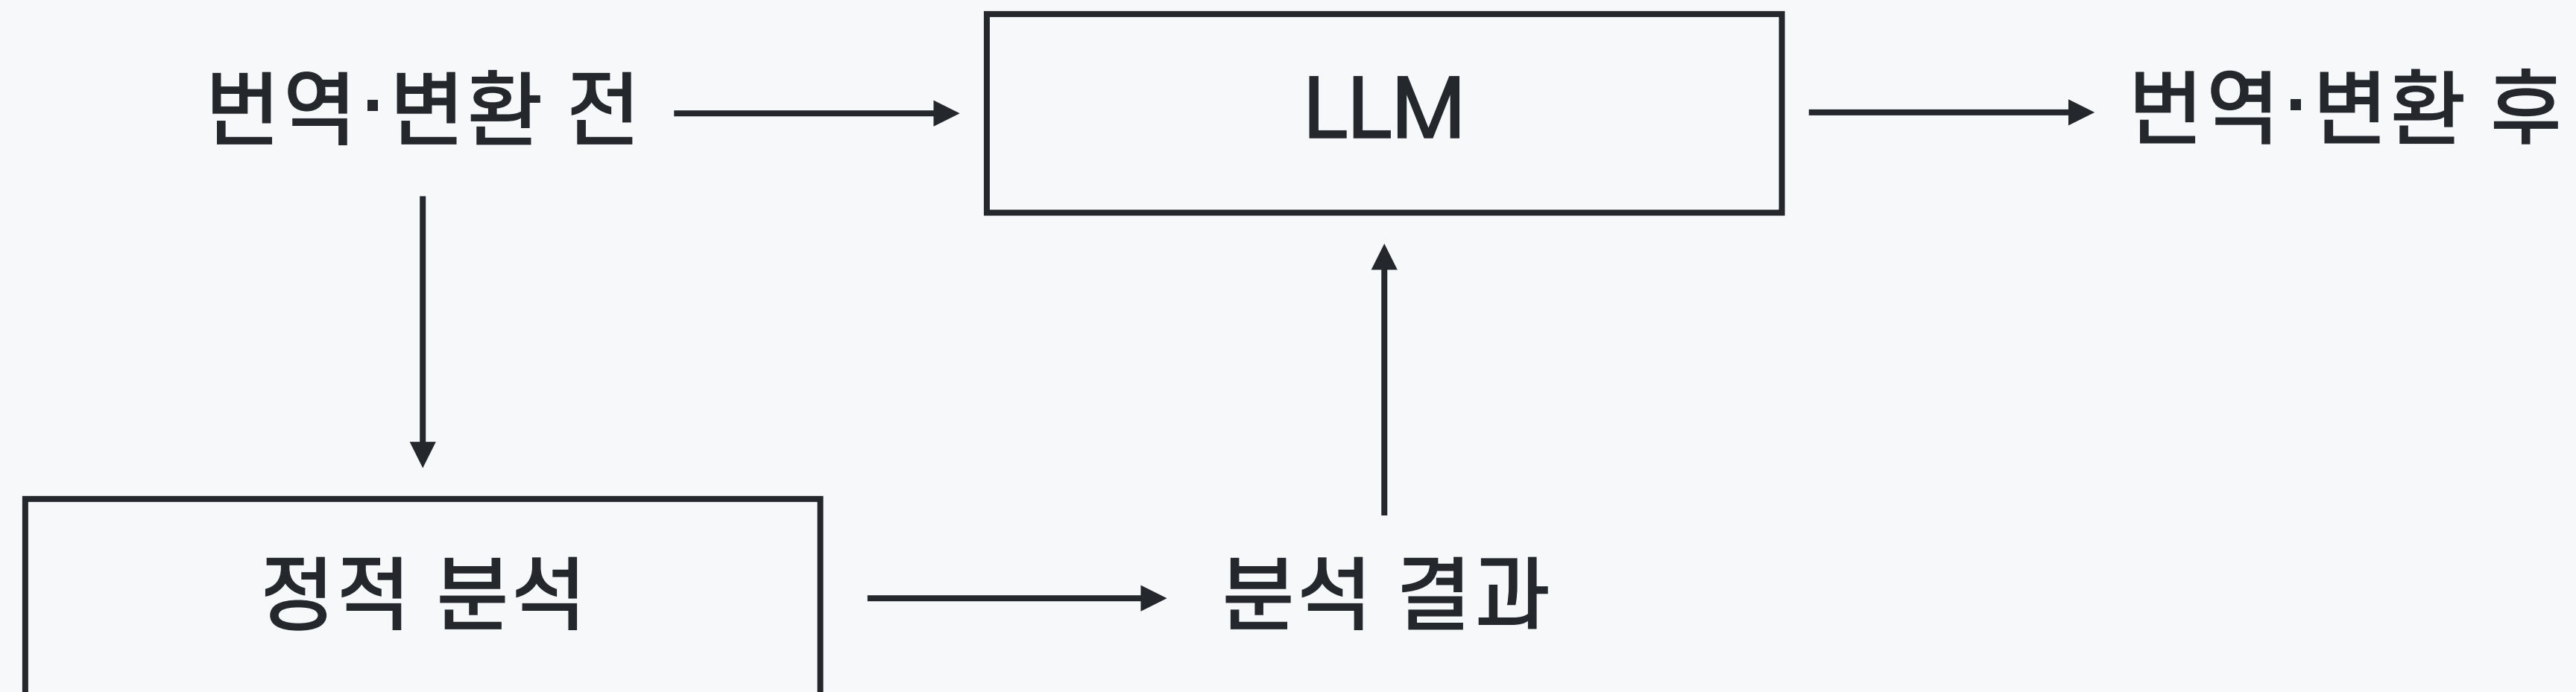 번역·변환 전
LLM
번역·변환 후
정적 분석
분석 결과